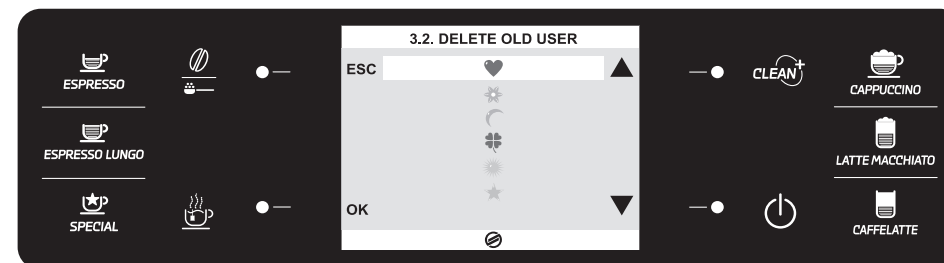 ESPRESSO
ESPRESSO LUNGO
SPECIAL
3.2. DELETE OLD USER
ESC
OK
CLEAN+
CAPPUCCINO
LATTE MACCHIATO
CAFFELATTE